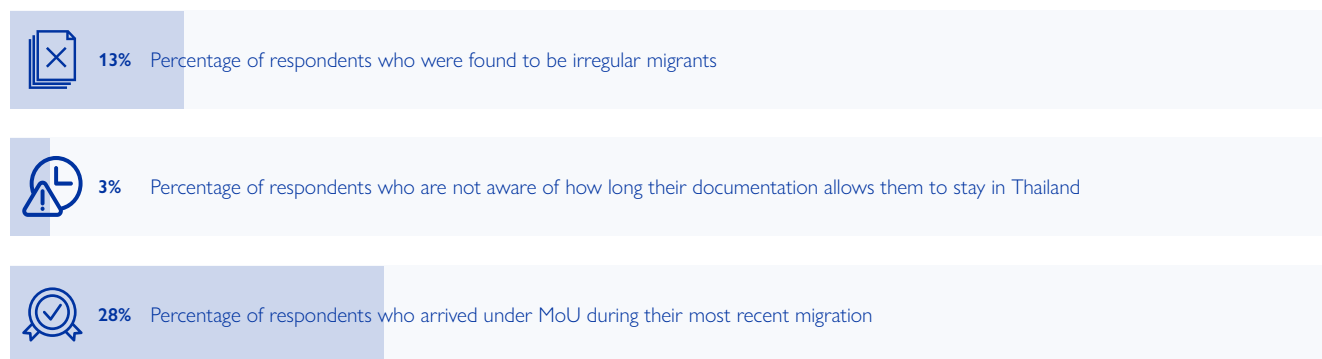 13% Percentage of respondents who were found to be irregular migrants
3% Percentage of respondents who are not aware of how long their documentation allows them to stay in Thailand
28% Percentage of respondents who arrived under MoU during their most recent migration